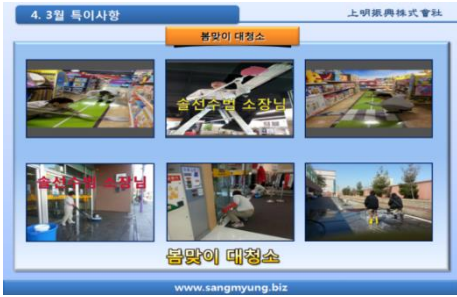 4. 3월 특이사항
上明振興株式會社
봄맞이 대청소
솔선수범 소장님
솔선수범 소장님
봄맞이 대청소
www.sangmyung.biz